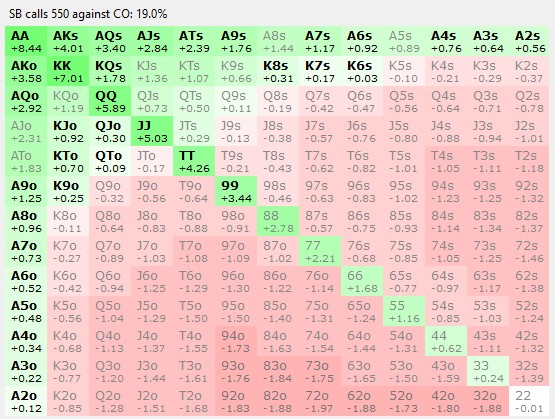 SB calls 550 against CO: 19.0%
AA AKs AQs AJs ATs A9s A8s A7s A6s A5s A4s A3s A2s
+8.44 +4.01 +3.40 +2.84 +2.39 +1.76 +1.44 +1.17 +0.92 +0.89 +0.76 +0.64 +0.56
AKo KK KQs KJs KTs K9s K8s K7s K6s K5s K4s K3s K2s
+3.58 +7.01 +1.78 +1.36 +1.07 +0.66 +0.31 +0.17 +0.03 -0.10 -0.21 -0.29 -0.37
AQo KQo QQ QJs QTs Q9s Q8s Q7s Q6s Q5s Q4s Q3s Q2s
+2.92 +1.19 +5.89 +0.73 +0.50 +0.11 -0.19 -0.42 -0.47 -0.56 -0.64 -0.71 -0.78
AJo KJo QJo JJ JTs J9s J8s J7s J6s J5s J4s J3s J2s
+2.31 +0.92 +0.30 +5.03 +0.29 -0.13 -0.38 -0.57 -0.76 -0.80 -0.88 -0.94 -1.01
ATo KTo QTo JTo TT T9s T8s T7s T6s T5s T4s T3s T2s
+1.83 +0.70 +0.09 -0.17 +4.26 -0.21 -0.43 -0.62 -0.82 -1.01 -1.05 -1.11 -1.18
A9o K9o Q9o J9o T9o 99 98s 97s 96s 95s 94s 93s 92s
+1.25 +0.25 -0.32 -0.56 -0.64 +3.44 -0.46 -0.63 -0.83 -1.02 -1.23 -1.25 -1.32
A8o K8o Q8o J8o T8o 98o 88 87s 86s 85s 84s 83s 82s
+0.96 -0.11 -0.64 -0.83 -0.88 -0.91 +2.78 -0.57 -0.75 -0.93 -1.14 -1.34 -1.37
A7o K7o Q7o J7o T7o 97o 87o 77 76s 75s 74s 73s 72s
+0.73 -0.27 -0.89 -1.03 -1.08 -1.09 -1.02 +2.21 -0.68 -0.85 -1.05 -1.25 -1.46
A6o K6o Q6o J6o T6o 96o 86o 76o 66 65s 64s 63s 62s
+0.52 -0.42 -0.94 -1.25 -1.29 -1.30 -1.22 -1.14 +1.68 -0.77 -0.97 -1.17 -1.38
A5o K5o Q5o J5o T5o 95o 85o 75o 65o 55 54s 53s 52s
+0.48 -0.56 -1.04 -1.29 -1.50 -1.50 -1.40 -1.31 -1.24 +1.16 -0.85 -1.03 -1.24
A4o K4o Q4o J4o T4o 94o 84o 74o 64o 54o 44 43s 42s
+0.34 -0.68 -1.13 -1.37 -1.55 -1.73 -1.63 -1.54 -1.44 -1.31 +0.62 -1.11 -1.32
A3o K3o Q3o J3o T3o 93o 83o 73o 63o 53o 43o 33 32s
+0.22 -0.77 -1.20 -1.44 -1.61 -1.76 -1.84 -1.75 -1.65 -1.50 -1.59 +0.24 -1.39
A2o K2o Q2o J2o T2o 92o 82o 72o 62o 52o 42o 32o 22
+0.12 -0.85 -1.28 -1.51 -1.68 -1.83 -1.88 -1.97 -1.88 -1.73 -1.80 -1.88 -0.01